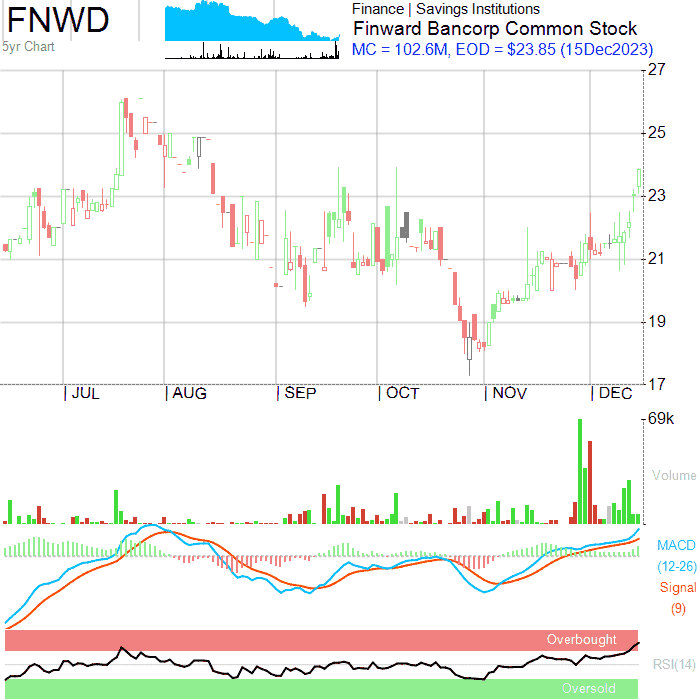 FNWD
5yr Chart
Finance | Savings Institutions
Finward Bancorp Common Stock
MC = 102.6M, EOD = $23.85 (15Dec2023)
27
25
23
21
19
17
JUL AUG SEP OCT NOV DEC
69k
Volume
MACD
(12-26)
Signal
(9)
Overbought
RSI(14)
Oversold